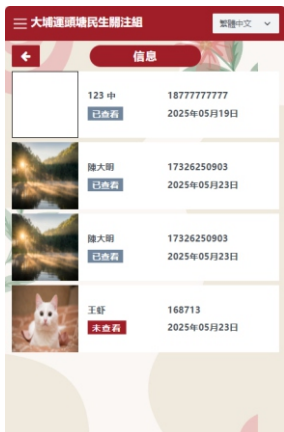 大埔運頭塘民生關注組
繁體中文
信息
123 中
18777777777
已查看
2025年05月19日
陳大明
17326250903
已查看
2025年05月23日
陳大明
17326250903
已查看
2025年05月23日
王虾
168713
未查看
2025年05月23日